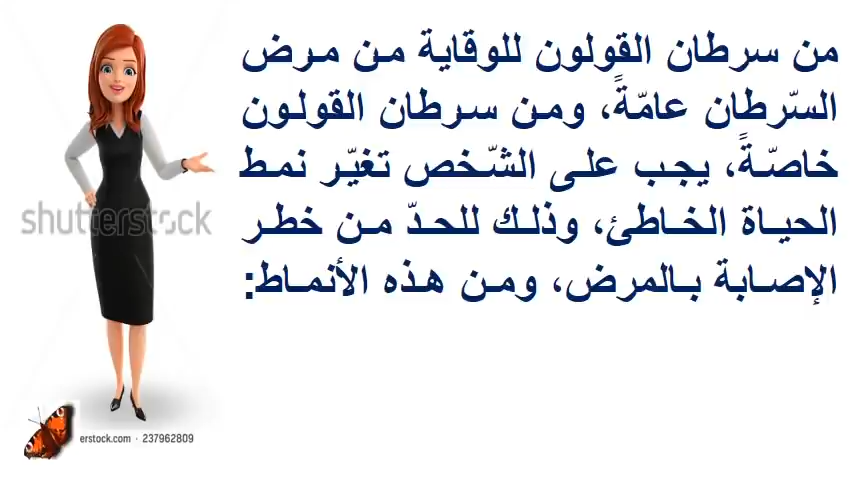 من سرطان القولون للوقاية من مرض
السّرطان عامّةً، ومن سرطان القولون
خاصّةً، يجب على الشّخص تغيّر نمط
الحياة الخاطئ، وذلك للحدّ من خطر
الإصابة بالمرض، ومن هذه الأنماط:
shutterstock
erstock.com · 237962809